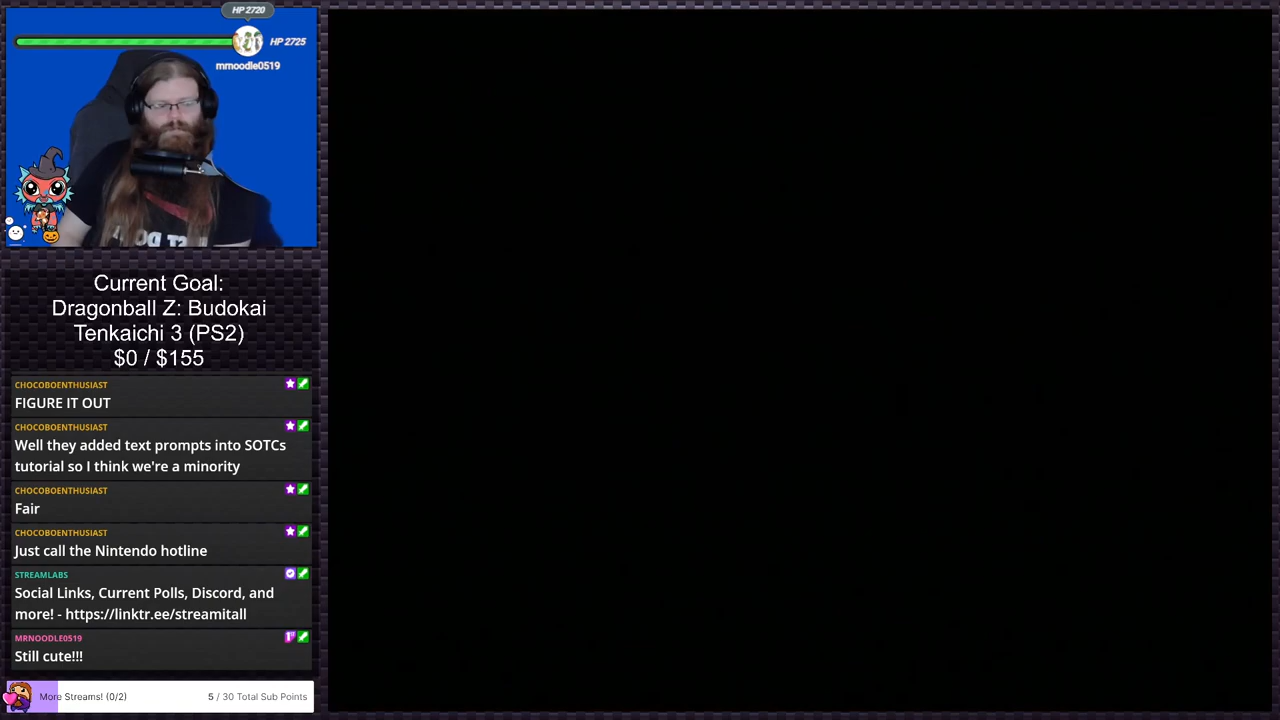 HP 2720
HP 2725
mrnoodle0519
Current Goal:
Dragonball Z: Budokai
Tenkaichi 3 (PS2)
$0 / $155
CHOCOBOENTHUSIAST
FIGURE IT OUT
CHOCOBOENTHUSIAST
Well they added text prompts into SOTCs
tutorial so I think we're a minority
CHOCOBOENTHUSIAST
Fair
CHOCOBOENTHUSIAST
Just call the Nintendo hotline
STREAMLABS
Social Links, Current Polls, Discord, and
more! - https://linktr.ee/streamitall
MRNOODLE0519
Still cute!!!
More Streams! (0/2)
5 / 30 Total Sub Points